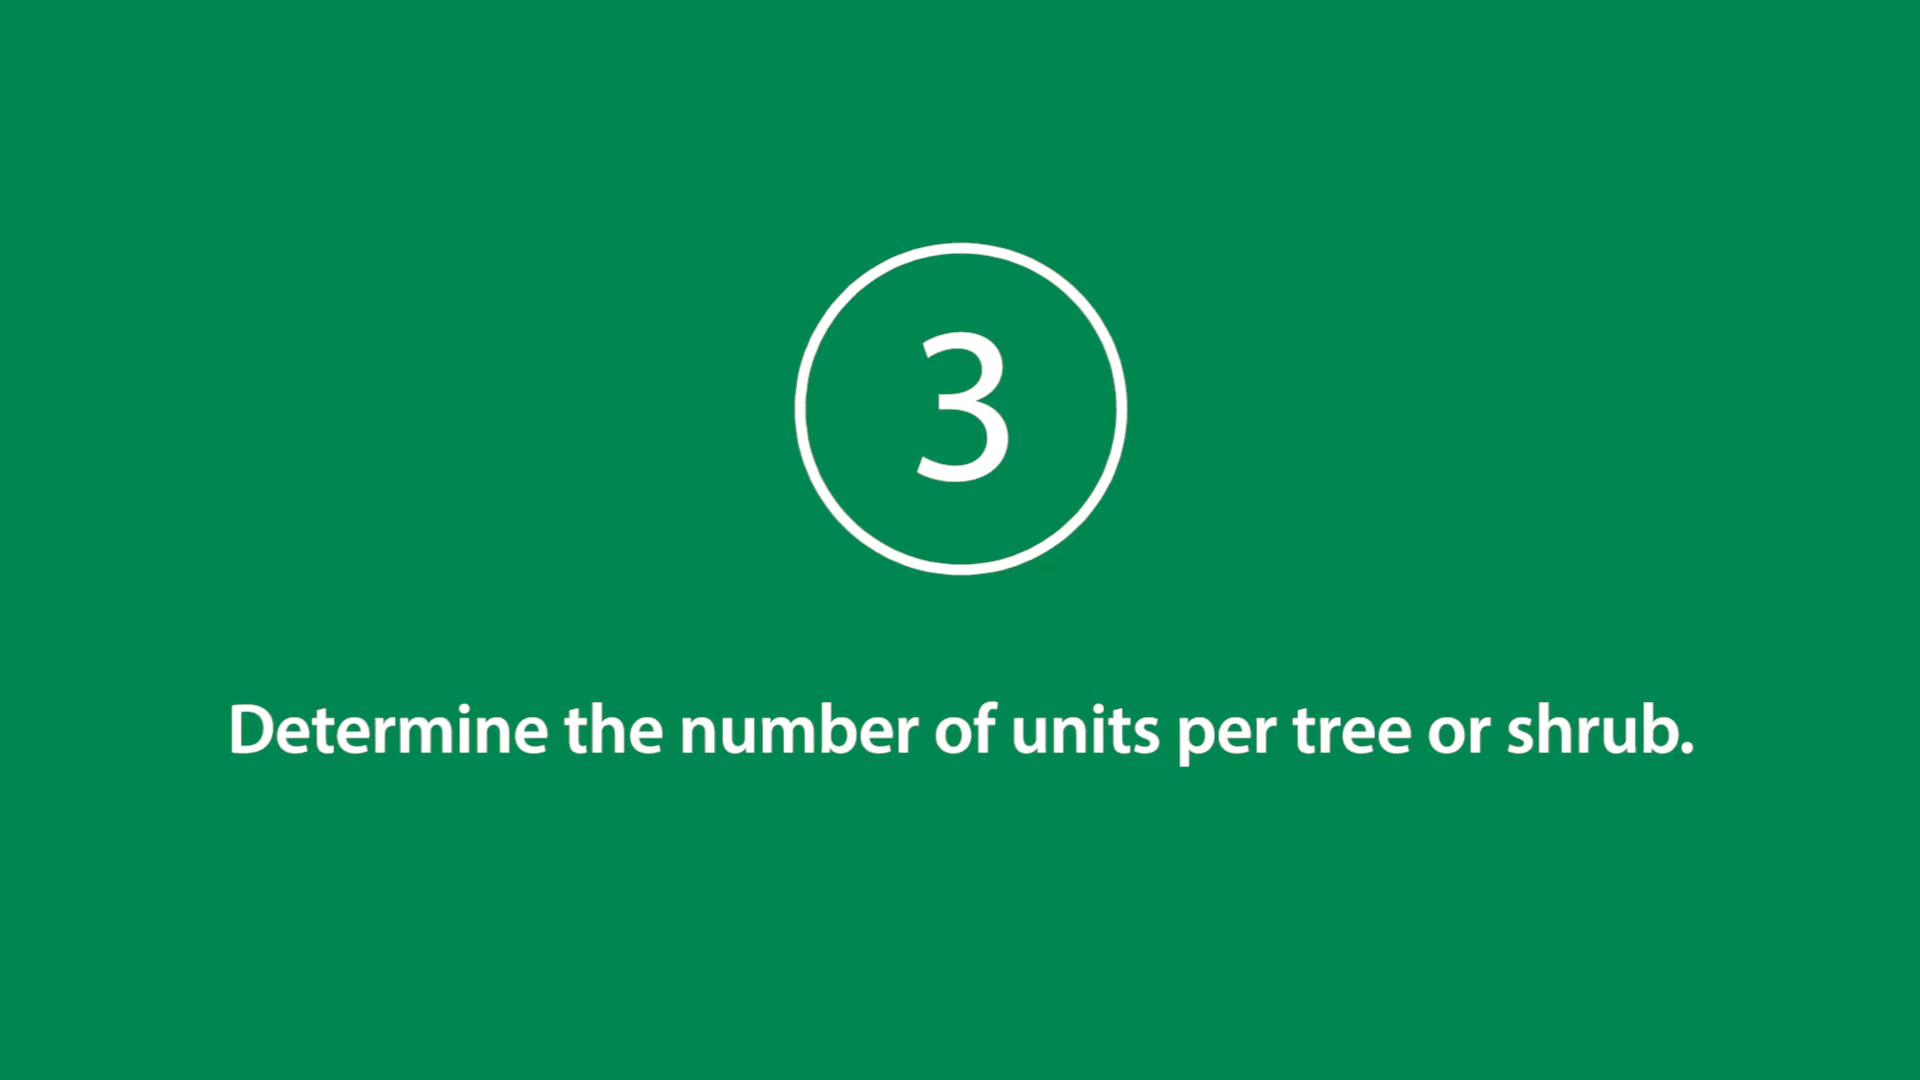 3
Determine the number of units per tree or shrub.